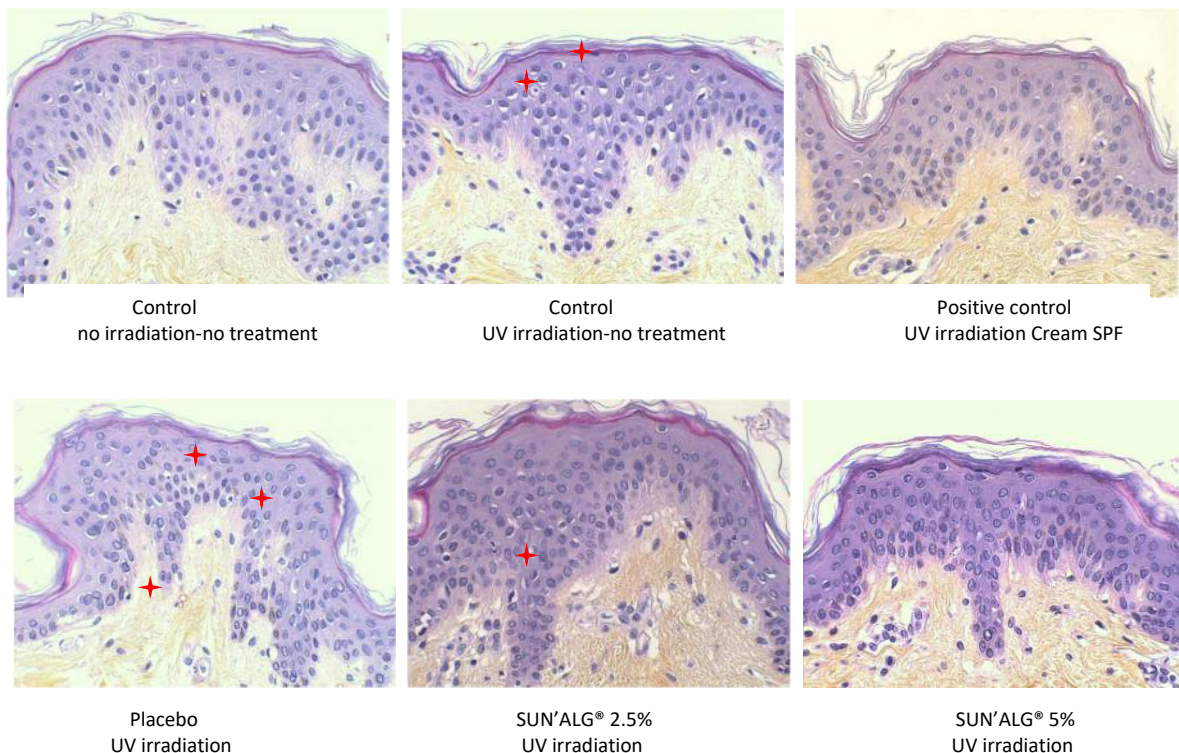 Control
no irradiation-no treatment
Control
UV irradiation-no treatment
Positive control
UV irradiation Cream SPF
Placebo
UV irradiation
SUN'ALG® 2.5%
UV irradiation
SUN'ALG® 5%
UV irradiation